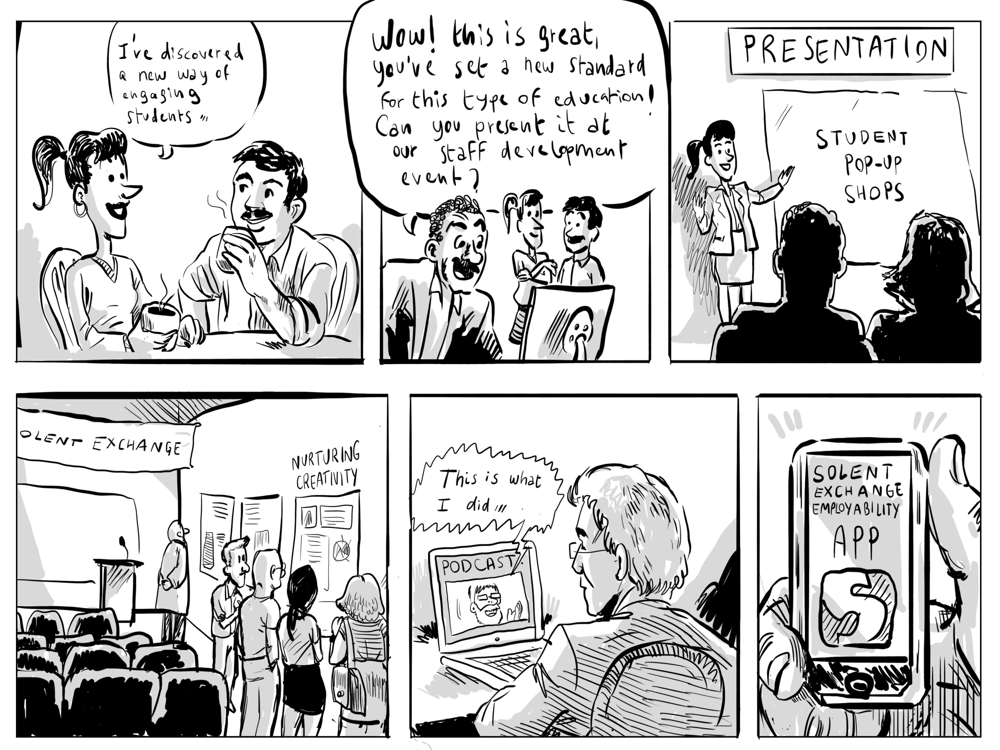 I've discovered
a new way of
engaging
students ...
Wow! this is great,
you've set a new standard
for this type of education!
Can you present it at
our staff development
event?
PRESENTATION
STUDENT
POP-UP
SHOPS
OLENT EXCHANGE
NURTURING
CREATIVITY
This is what
I did ...
PODCAST
SOLENT
EXCHANGE
EMPLOYABILITY
APP
S